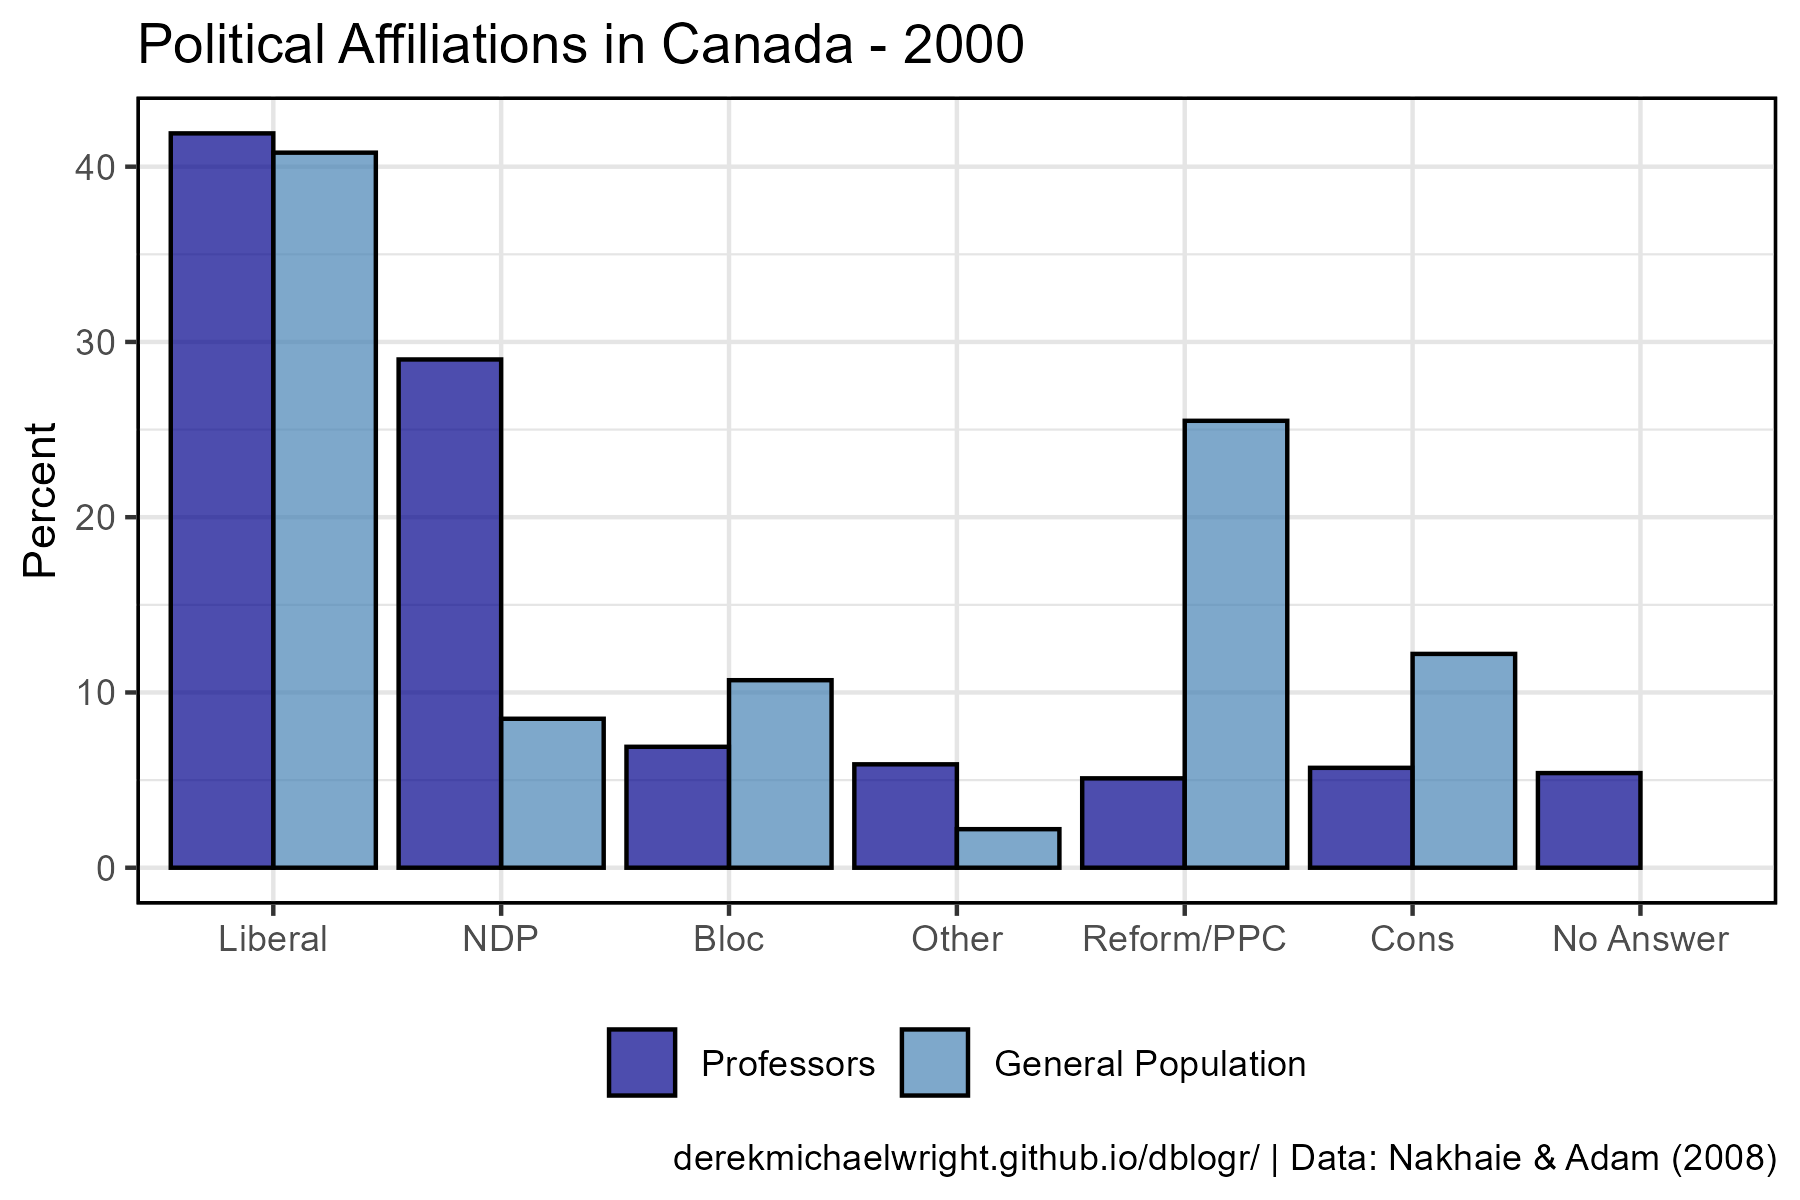 Political Affiliations in Canada - 2000
Percent
40
30
20
10
0
Liberal NDP Bloc Other Reform/PPC Cons No Answer
Professors General Population
derekmichaelwright.github.io/dblogr/ | Data: Nakhaie & Adam (2008)